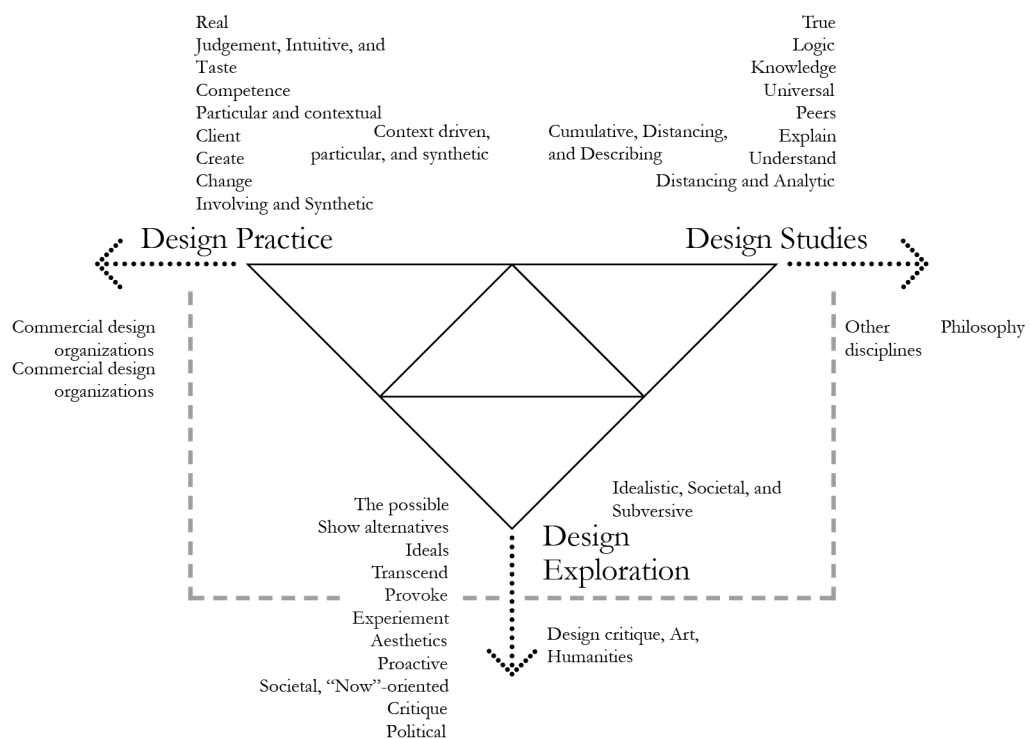 Real
Judgement, Intuitive, and
Taste
Competence
Particular and contextual
Client
Create
Change
Involving and Synthetic
Context driven,
particular, and synthetic
Cumulative, Distancing,
and Describing
True
Logic
Knowledge
Universal
Peers
Explain
Understand
Distancing and Analytic
Design Practice
Design Studies
Commercial design
organizations
Commercial design
organizations
Other
disciplines
Philosophy
Idealistic, Societal, and
Subversive
The possible
Show alternatives
Ideals
Transcend
Provoke
Experiement
Aesthetics
Proactive
Societal, “Now”-oriented
Critique
Political
Design
Exploration
Design critique, Art,
Humanities